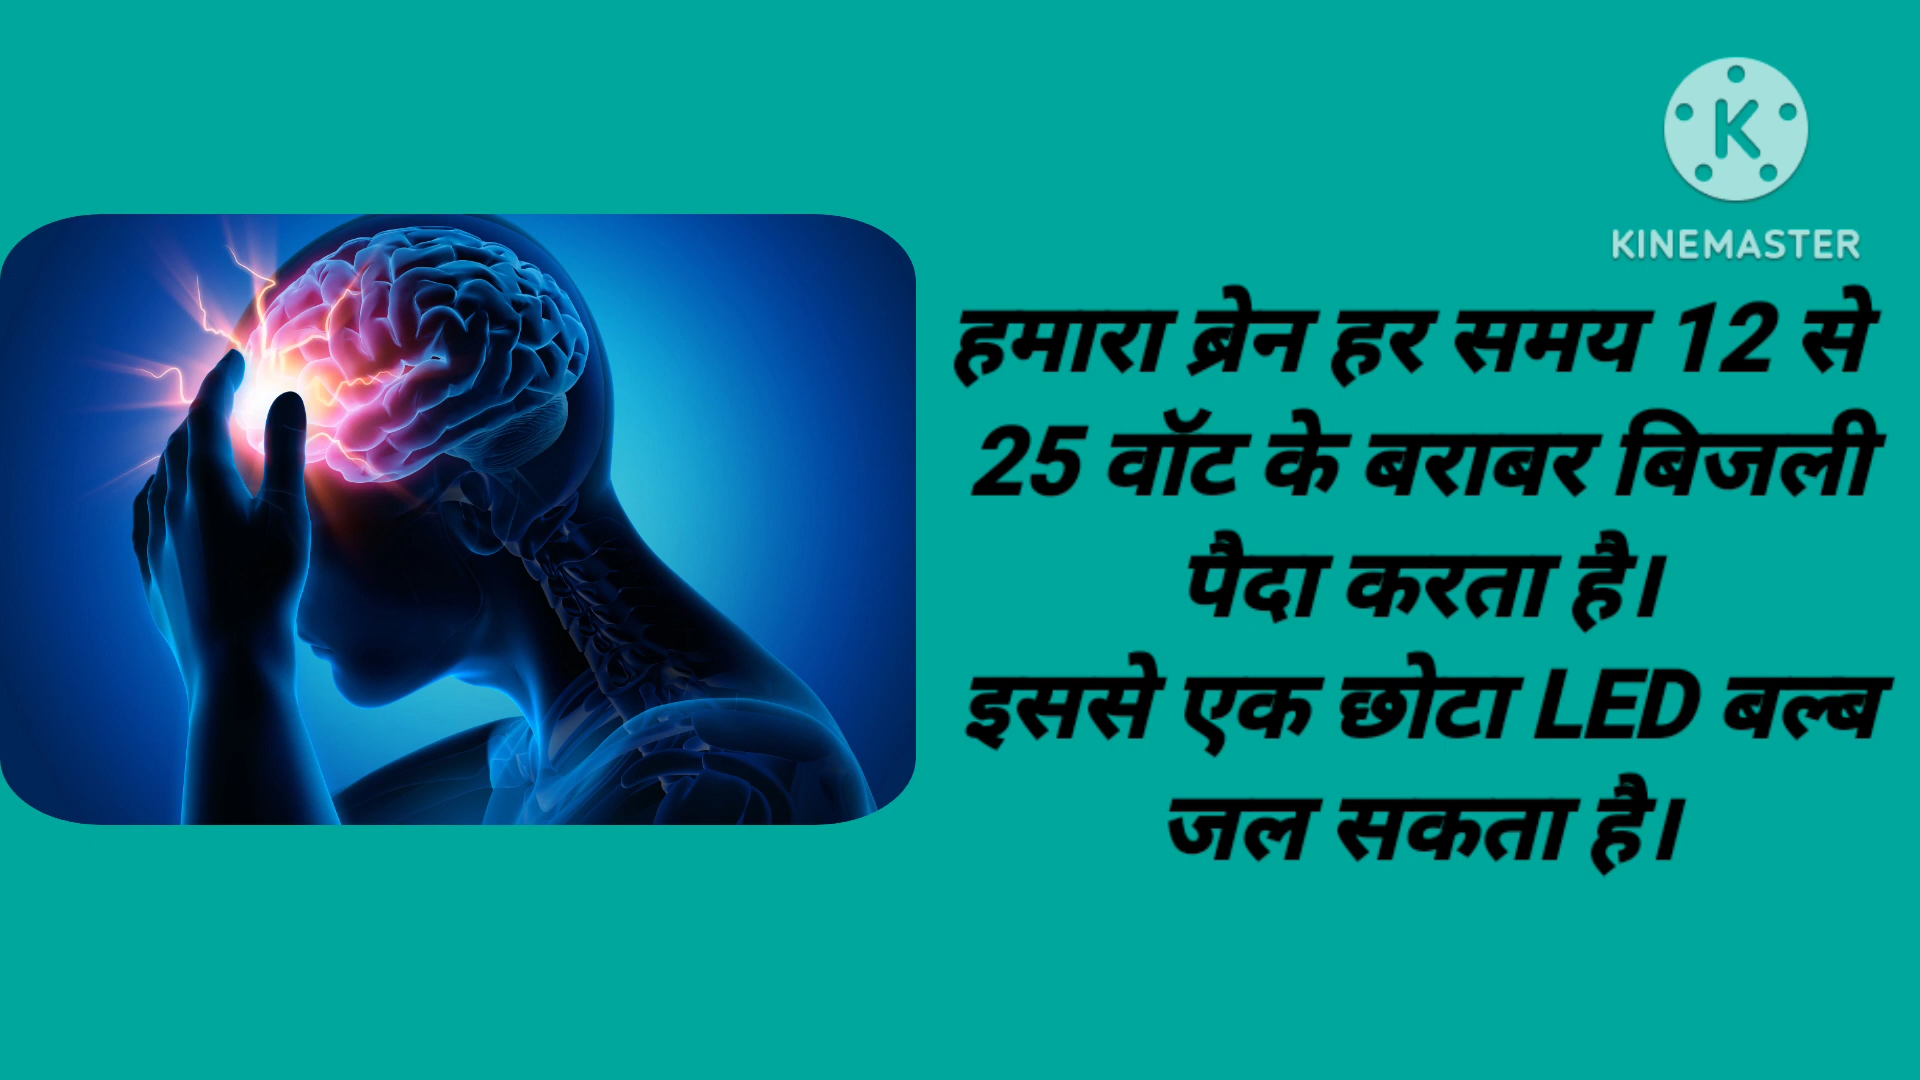 KINEMASTER
हमारा ब्रेन हर समय 12 से
25 वॉट के बराबर बिजली
पैदा करता है।
इससे एक छोटा LED बल्ब
जल सकता है।